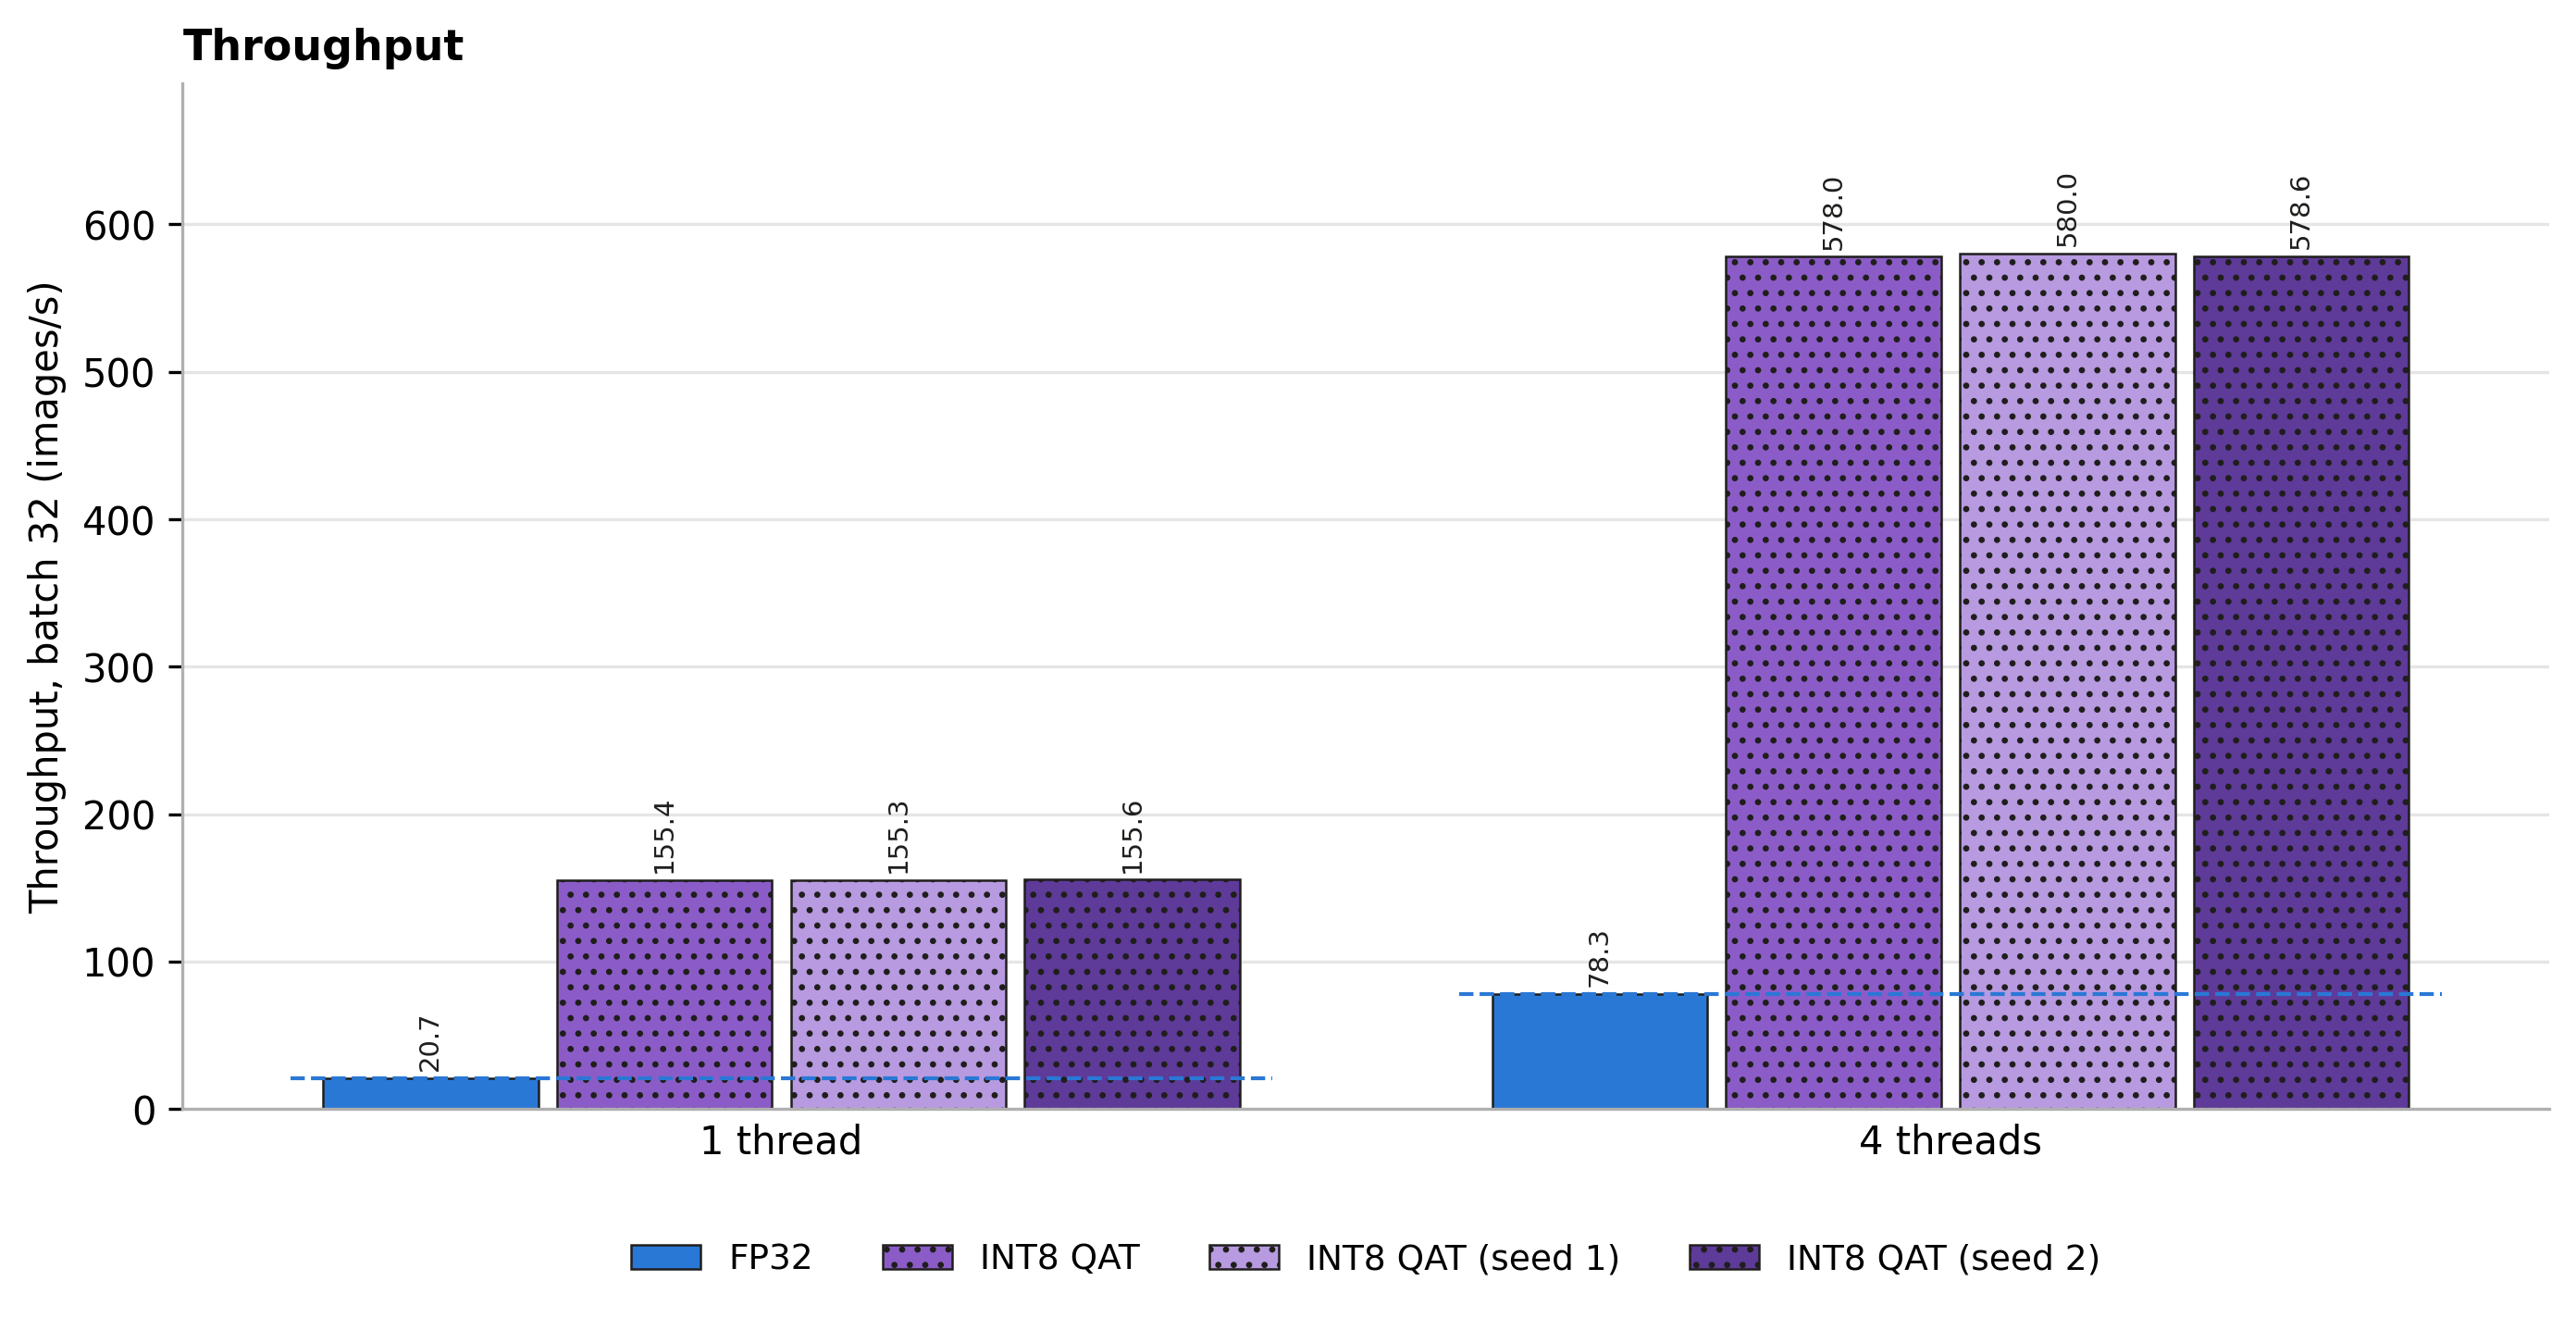 Throughput
Throughput, batch 32 (images/s)
600
500
400
300
200
100
0
20.7
155.4
155.3
155.6
78.3
578.0
580.0
578.6
1 thread
4 threads
FP32
INT8 QAT
INT8 QAT (seed 1)
INT8 QAT (seed 2)